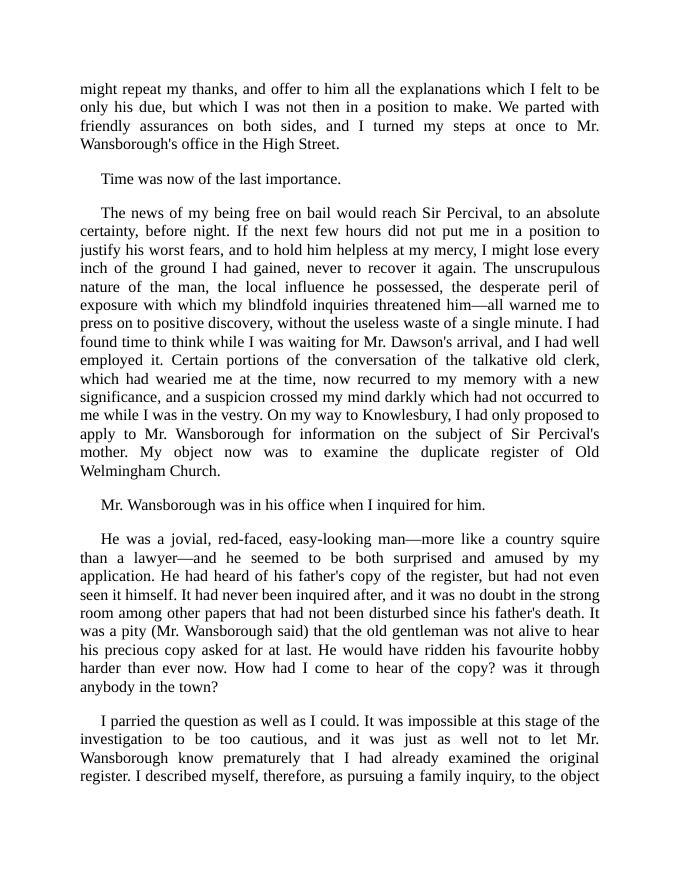 might repeat my thanks, and offer to him all the explanations which I felt to be
only his due, but which I was not then in a position to make. We parted with
friendly assurances on both sides, and I turned my steps at once to Mr.
Wansborough's office in the High Street.
Time was now of the last importance.
The news of my being free on bail would reach Sir Percival, to an absolute
certainty, before night. If the next few hours did not put me in a position to
justify his worst fears, and to hold him helpless at my mercy, I might lose every
inch of the ground I had gained, never to recover it again. The unscrupulous
nature of the man, the local influence he possessed, the desperate peril of
exposure with which my blindfold inquiries threatened him—all warned me to
press on to positive discovery, without the useless waste of a single minute. I had
found time to think while I was waiting for Mr. Dawson's arrival, and I had well
employed it. Certain portions of the conversation of the talkative old clerk,
which had wearied me at the time, now recurred to my memory with a new
significance, and a suspicion crossed my mind darkly which had not occurred to
me while I was in the vestry. On my way to Knowlesbury, I had only proposed to
apply to Mr. Wansborough for information on the subject of Sir Percival's
mother. My object now was to examine the duplicate register of Old
Welmingham Church.
Mr. Wansborough was in his office when I inquired for him.
He was a jovial, red-faced, easy-looking man—more like a country squire
than a lawyer—and he seemed to be both surprised and amused by my
application. He had heard of his father's copy of the register, but had not even
seen it himself. It had never been inquired after, and it was no doubt in the strong
room among other papers that had not been disturbed since his father's death. It
was a pity (Mr. Wansborough said) that the old gentleman was not alive to hear
his precious copy asked for at last. He would have ridden his favourite hobby
harder than ever now. How had I come to hear of the copy? was it through
anybody in the town?
I parried the question as well as I could. It was impossible at this stage of the
investigation to be too cautious, and it was just as well not to let Mr.
Wansborough know prematurely that I had already examined the original
register. I described myself, therefore, as pursuing a family inquiry, to the object